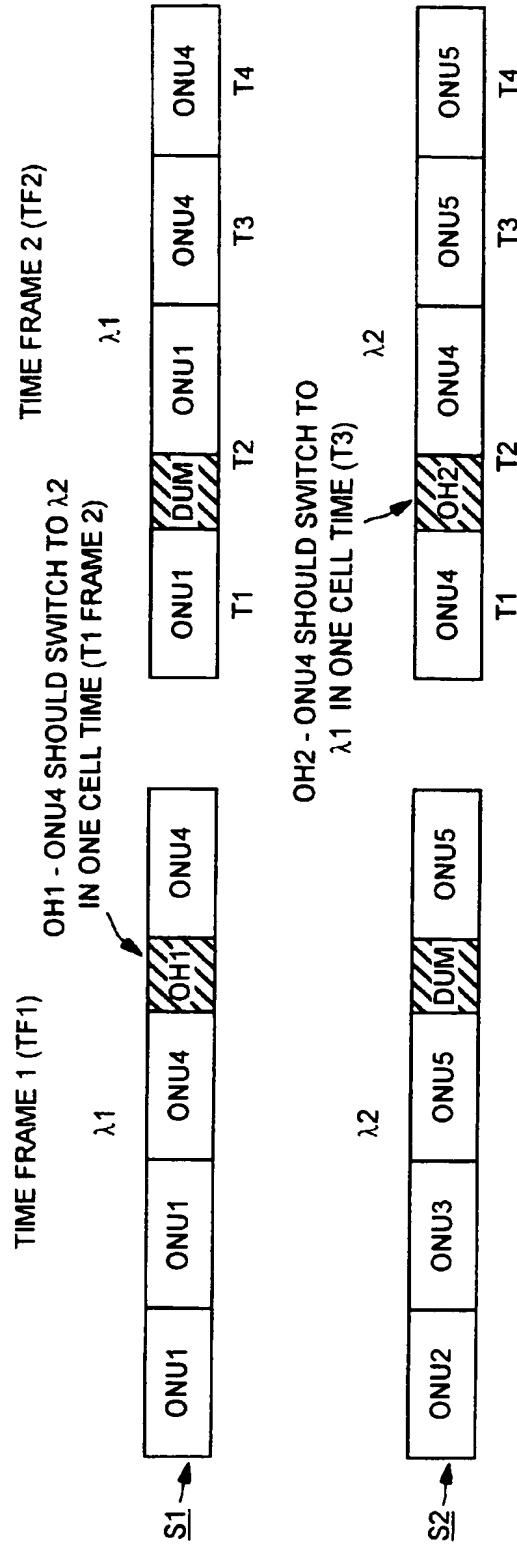 TIME FRAME 1 (TF1)
TIME FRAME 2 (TF2)
OH1 - ONU4 SHOULD SWITCH TO λ2
IN ONE CELL TIME (T1 FRAME 2)
λ1
λ1
S1
ONU1 ONU1 ONU4 OH1 ONU4
ONU1 DUM ONU1 ONU4 ONU4
T1 T2 T3 T4
OH2 - ONU4 SHOULD SWITCH TO
λ1 IN ONE CELL TIME (T3)
λ2
λ2
S2
ONU2 ONU3 ONU5 DUM ONU5
ONU4 OH2 ONU4 ONU5 ONU5
T1 T2 T3 T4